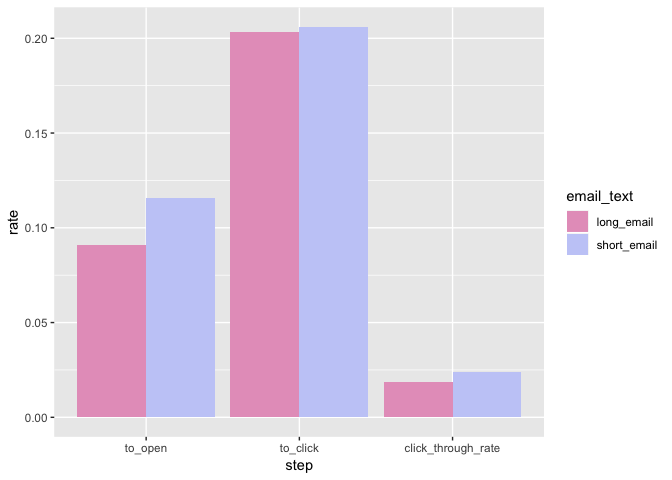 0.20
0.15
0.10
0.05
0.00
rate
to_open
to_click
click_through_rate
step
email_text
long_email
short_email